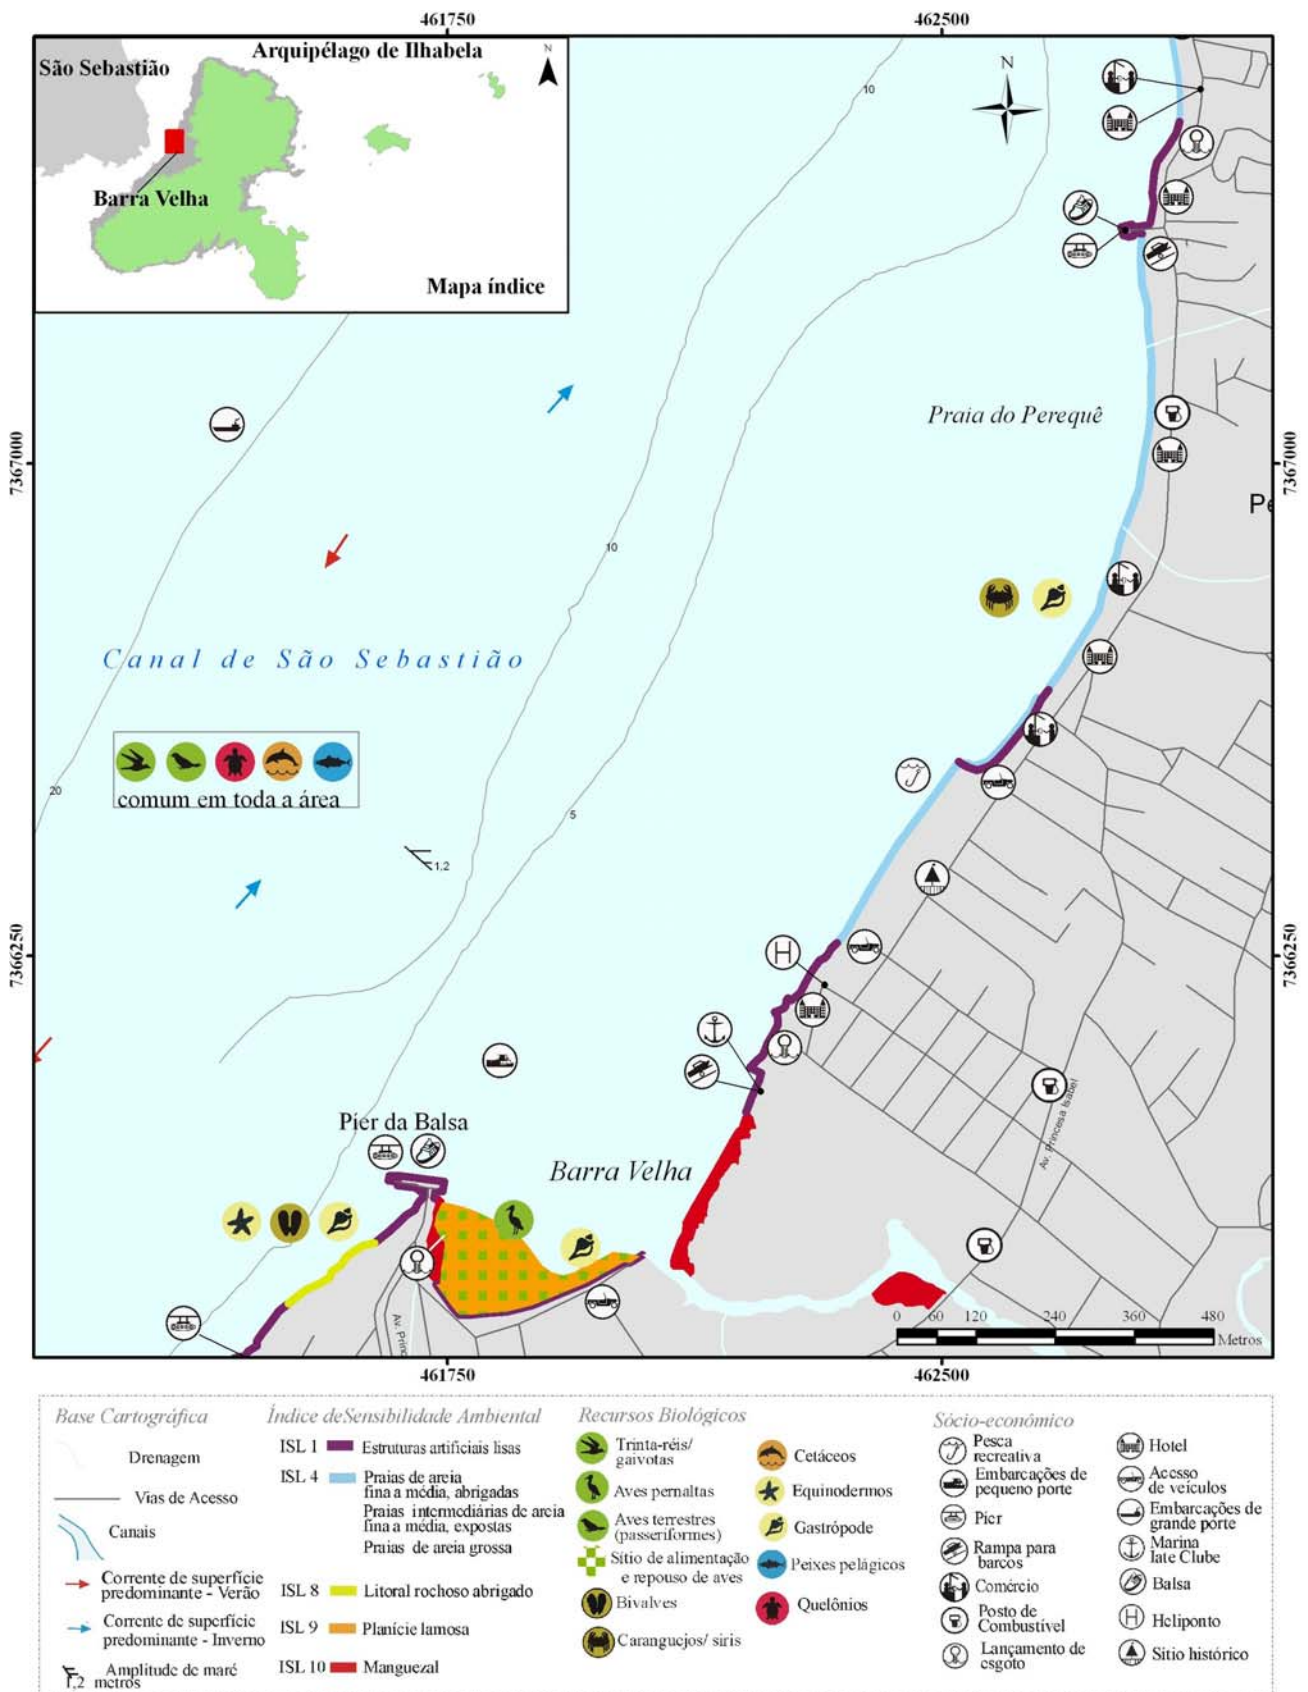 461750
462500
São Sebastião
Arquipélago de Ilhabela
N
Barra Velha
Mapa índice
N
10
Praia do Perequê
7367000
7367000
Pe
10
Canal de São Sebastião
comum em toda a área
20
5
1,2
7366250
7366250
H
Pier da Balsa
Barra Velha
Av. Princesa Isabel
Av. Princ
0 60 120 240 360 480
Metros
461750
462500
Base Cartográfica
Drenagem
Vias de Acesso
Canais
Corrente de superfície
predominante - Verão
Corrente de superfície
predominante - Inverno
Amplitude de maré
1,2 metros
Índice de Sensibilidade Ambiental
ISL 1 Estruturas artificiais lisas
ISL 4 Praias de areia
fina a média, abrigadas
Praias intermediárias de areia
fina a média, expostas
Praias de areia grossa
ISL 8 Litoral rochoso abrigado
ISL 9 Planície lamosa
ISL 10 Manguezal
Recursos Biológicos
Trinta-réis/
gaivotas
Aves pernaltas
Aves terrestres
(passeriformes)
Sítio de alimentação
e repouso de aves
Bivalves
Caranguejos/ siris
Cetáceos
Equinodermos
Gastrópode
Peixes pelágicos
Quelônios
Sócio-econômico
Pesca
recreativa
Embarcações de
pequeno porte
Píer
Rampa para
barcos
Comércio
Posto de
Combustível
Lançamento de
esgoto
Hotel
Acesso
de veículos
Embarcações de
grande porte
Marina
Iate Clube
Balsa
H Heliponto
Sítio histórico